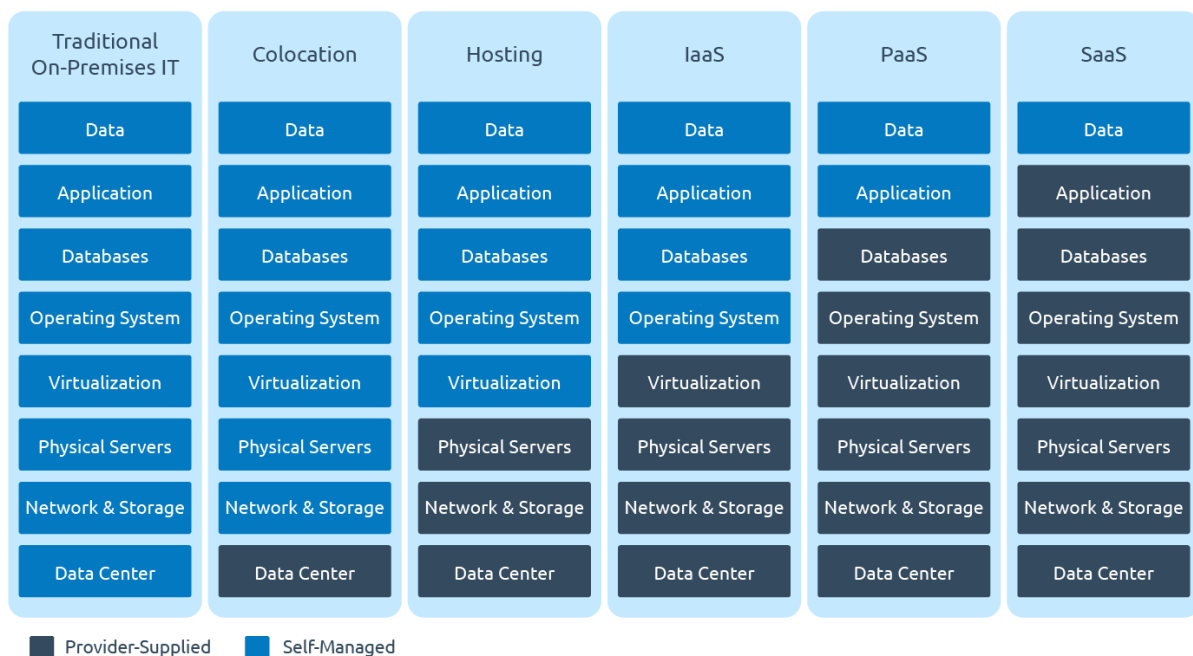 Traditional
On-Premises IT
Colocation
Hosting
IaaS
PaaS
SaaS
Data
Data
Data
Data
Data
Data
Application
Application
Application
Application
Application
Application
Databases
Databases
Databases
Databases
Databases
Databases
Operating System
Operating System
Operating System
Operating System
Operating System
Operating System
Virtualization
Virtualization
Virtualization
Virtualization
Virtualization
Virtualization
Physical Servers
Physical Servers
Physical Servers
Physical Servers
Physical Servers
Physical Servers
Network & Storage
Network & Storage
Network & Storage
Network & Storage
Network & Storage
Network & Storage
Data Center
Data Center
Data Center
Data Center
Data Center
Data Center
Provider-Supplied
Self-Managed